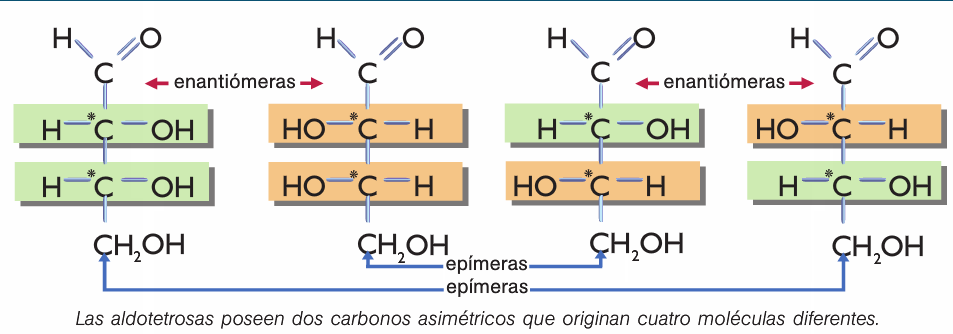 H O H O H O H O
C enantiómeras C C enantiómeras C
H *C OH HO *C H H *C OH HO *C H
H *C OH HO *C H HO *C H H *C OH
CH2OH CH2OH CH2OH CH2OH
epímeras
epímeras
Las aldotetrosas poseen dos carbonos asimétricos que originan cuatro moléculas diferentes.